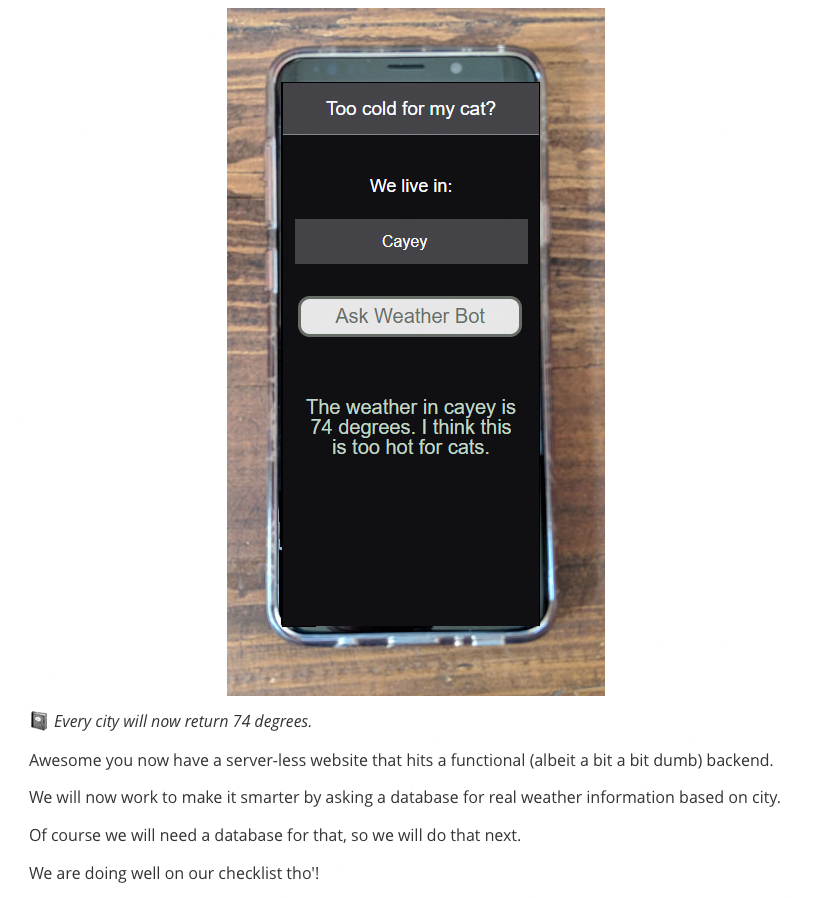 Too cold for my cat?
We live in:
Cayey
Ask Weather Bot
The weather in cayey is
74 degrees. I think this
is too hot for cats.
Every city will now return 74 degrees.
Awesome you now have a server-less website that hits a functional (albeit a bit a bit dumb) backend.
We will now work to make it smarter by asking a database for real weather information based on city.
Of course we will need a database for that, so we will do that next.
We are doing well on our checklist tho'!